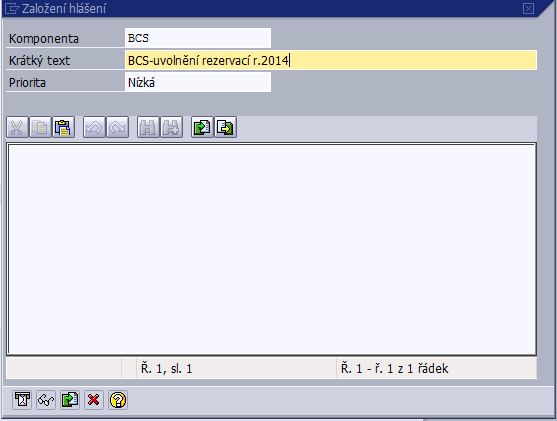 Založení hlášení
Komponenta BCS
Krátký text BCS-uvolnění rezervací r.2014
Priorita Nízká
Ř. 1, sl. 1 Ř. 1 - ř. 1 z 1 řádek